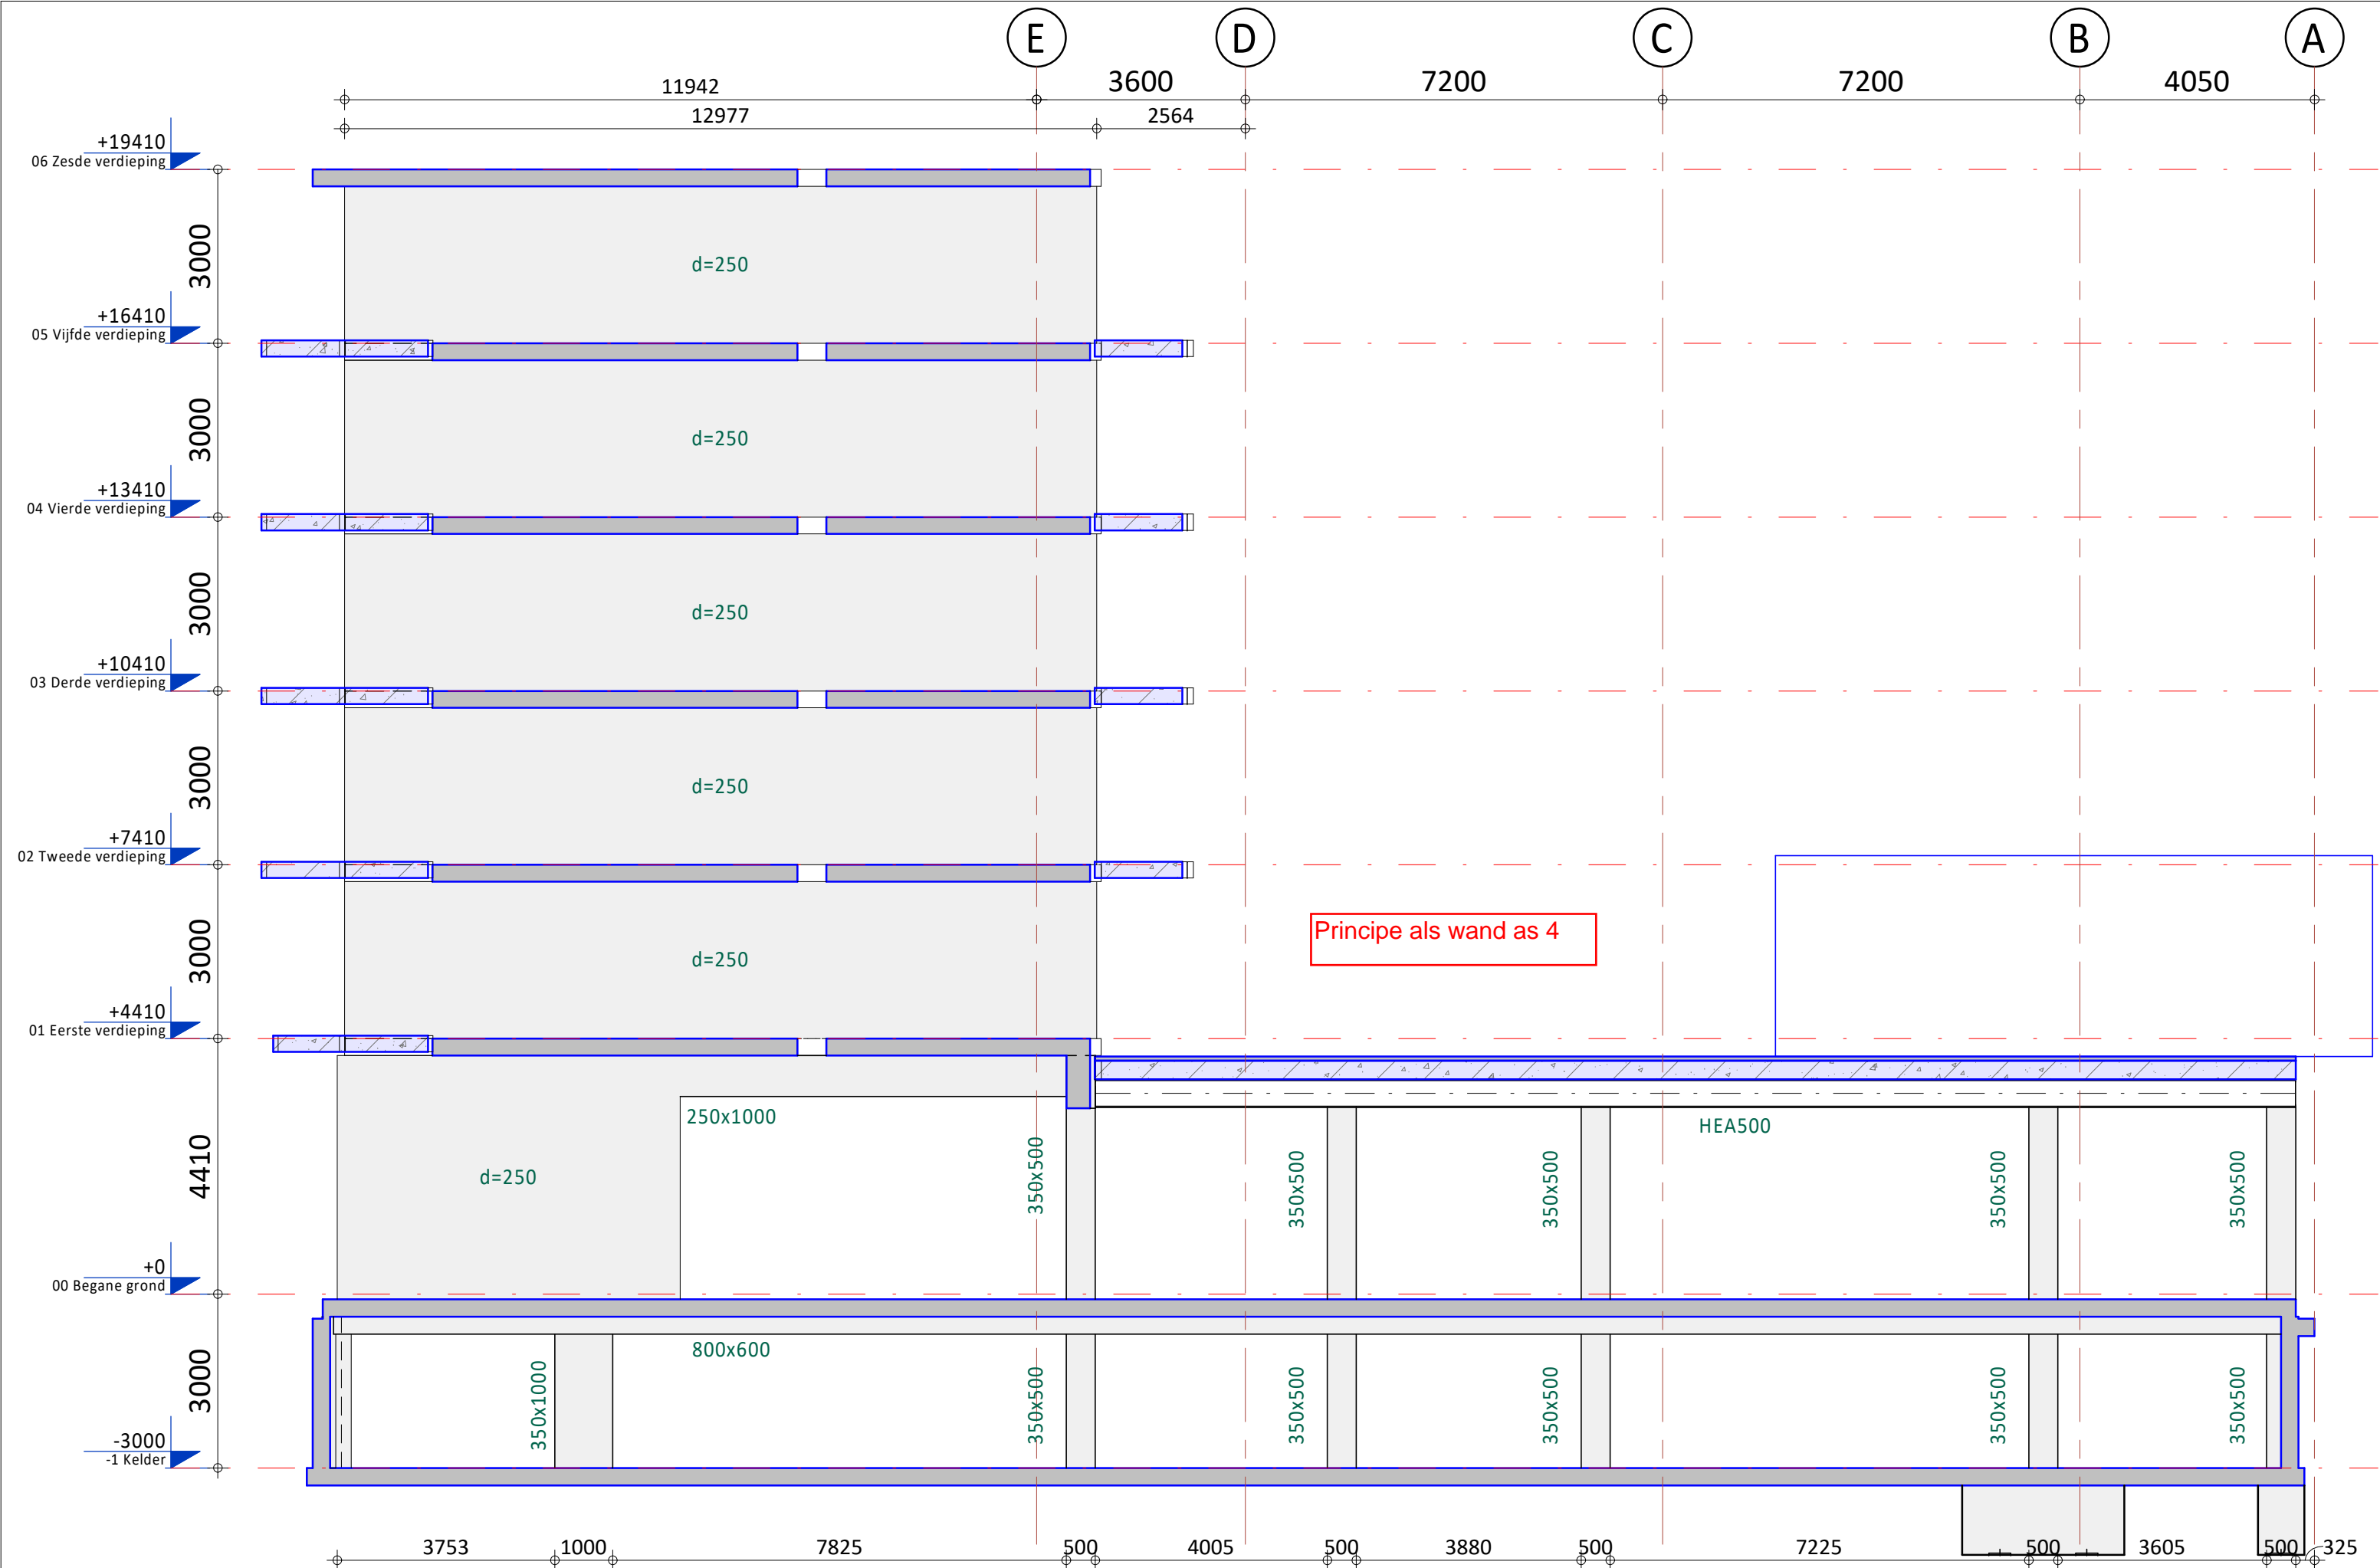 E D C B A
11942 3600 7200 7200 4050
12977 2564
+19410
06 Zesde verdieping
3000
d=250
+16410
05 Vijfde verdieping
3000
d=250
+13410
04 Vierde verdieping
3000
d=250
+10410
03 Derde verdieping
3000
d=250
+7410
02 Tweede verdieping
Principe als wand as 4
3000
d=250
+4410
01 Eerste verdieping
250x1000
HEA500
4410
d=250
350x500 350x500 350x500 350x500 350x500
+0
00 Begane grond
800x600
3000
350x1000 350x500 350x500 350x500 350x500 350x500
-3000
-1 Kelder
3753 1000 7825 500 4005 500 3880 500 7225 500 3605 500 325